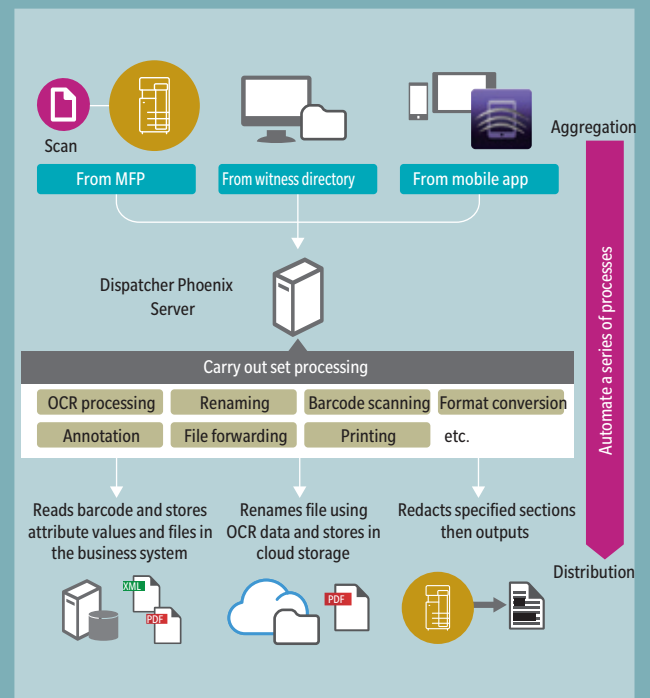 Scan
Aggregation
From MFP
From witness directory
From mobile app
Dispatcher Phoenix
Server
Automate a series of processes
Carry out set processing
OCR processing
Renaming
Barcode scanning
Format conversion
Annotation
File forwarding
Printing
etc.
Reads barcode and stores
attribute values and files in
the business system
Renames file using
OCR data and stores in
cloud storage
Redacts specified sections
then outputs
Distribution
XML
PDF
PDF